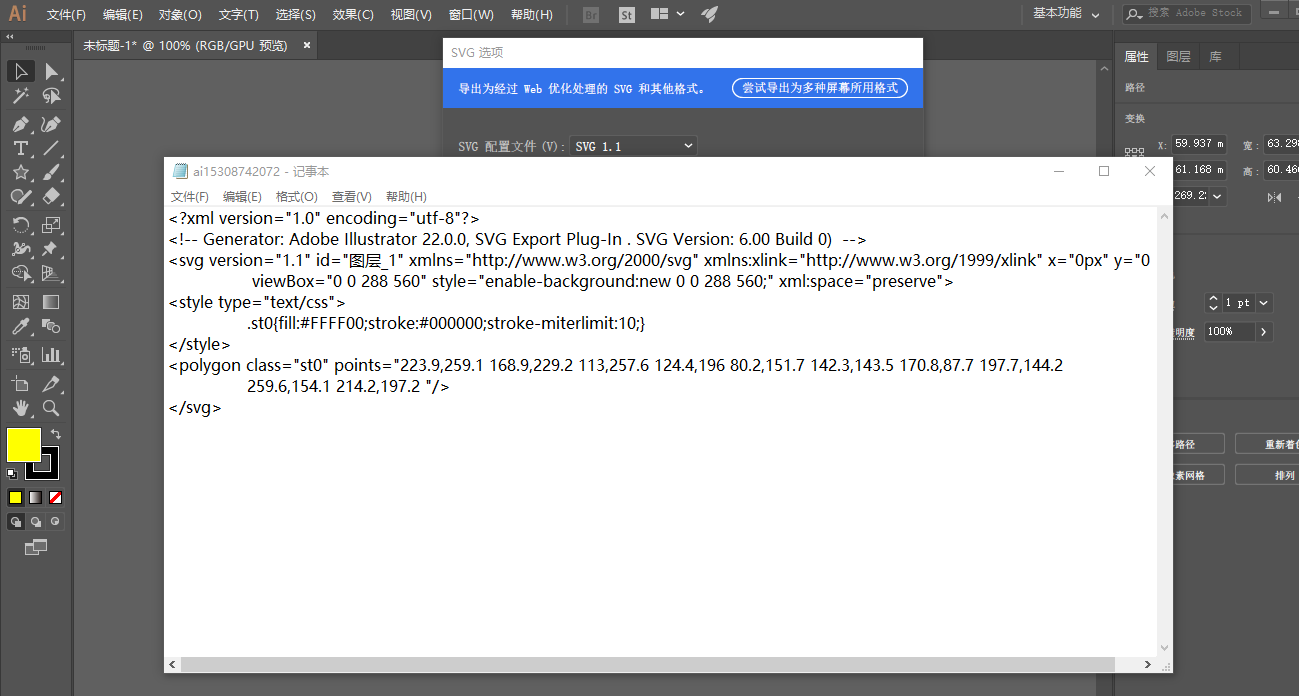 Ai 文件(F) 编辑(E) 对象(O) 文字(T) 选择(S) 效果(C) 视图(V) 窗口(W) 帮助(H) Br St 基本功能 搜索 Adobe Stock
未标题-1* @ 100% (RGB/GPU 预览) ×
SVG 选项
导出为经过 Web 优化处理的 SVG 和其他格式。 尝试导出为多种屏幕所用格式
SVG 配置文件 (V): SVG 1.1
属性 图层 库
路径
变换
X: 59.937 m 宽: 63.298
61.168 m 高: 60.466
269.2
1 pt
明度 100%
路径 重新着色
素网格 排列
ai15308742072 - 记事本
文件(F) 编辑(E) 格式(O) 查看(V) 帮助(H)
<?xml version="1.0" encoding="utf-8"?>
<!-- Generator: Adobe Illustrator 22.0.0, SVG Export Plug-In . SVG Version: 6.00 Build 0)  -->
<svg version="1.1" id="图层_1" xmlns="http://www.w3.org/2000/svg" xmlns:xlink="http://www.w3.org/1999/xlink" x="0px" y="0
viewBox="0 0 288 560" style="enable-background:new 0 0 288 560;" xml:space="preserve">
<style type="text/css">
.st0{fill:#FFFF00;stroke:#000000;stroke-miterlimit:10;}
</style>
<polygon class="st0" points="223.9,259.1 168.9,229.2 113,257.6 124.4,196 80.2,151.7 142.3,143.5 170.8,87.7 197.7,144.2
259.6,154.1 214.2,197.2 "/>
</svg>